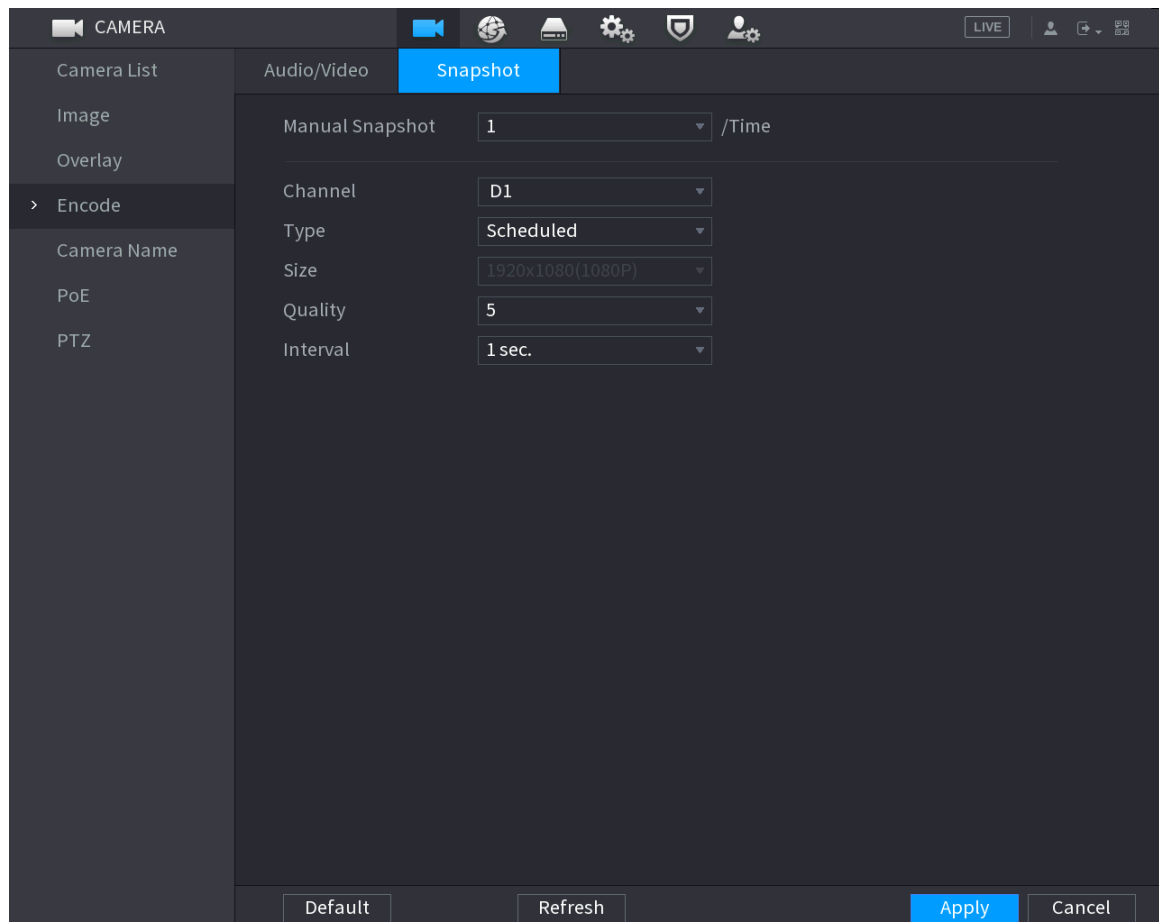 CAMERA
LIVE
Camera List
Image
Overlay
> Encode
Camera Name
PoE
PTZ
Audio/Video
Snapshot
Manual Snapshot 1 /Time
Channel D1
Type Scheduled
Size 1920x1080(1080P)
Quality 5
Interval 1 sec.
Default
Refresh
Apply
Cancel